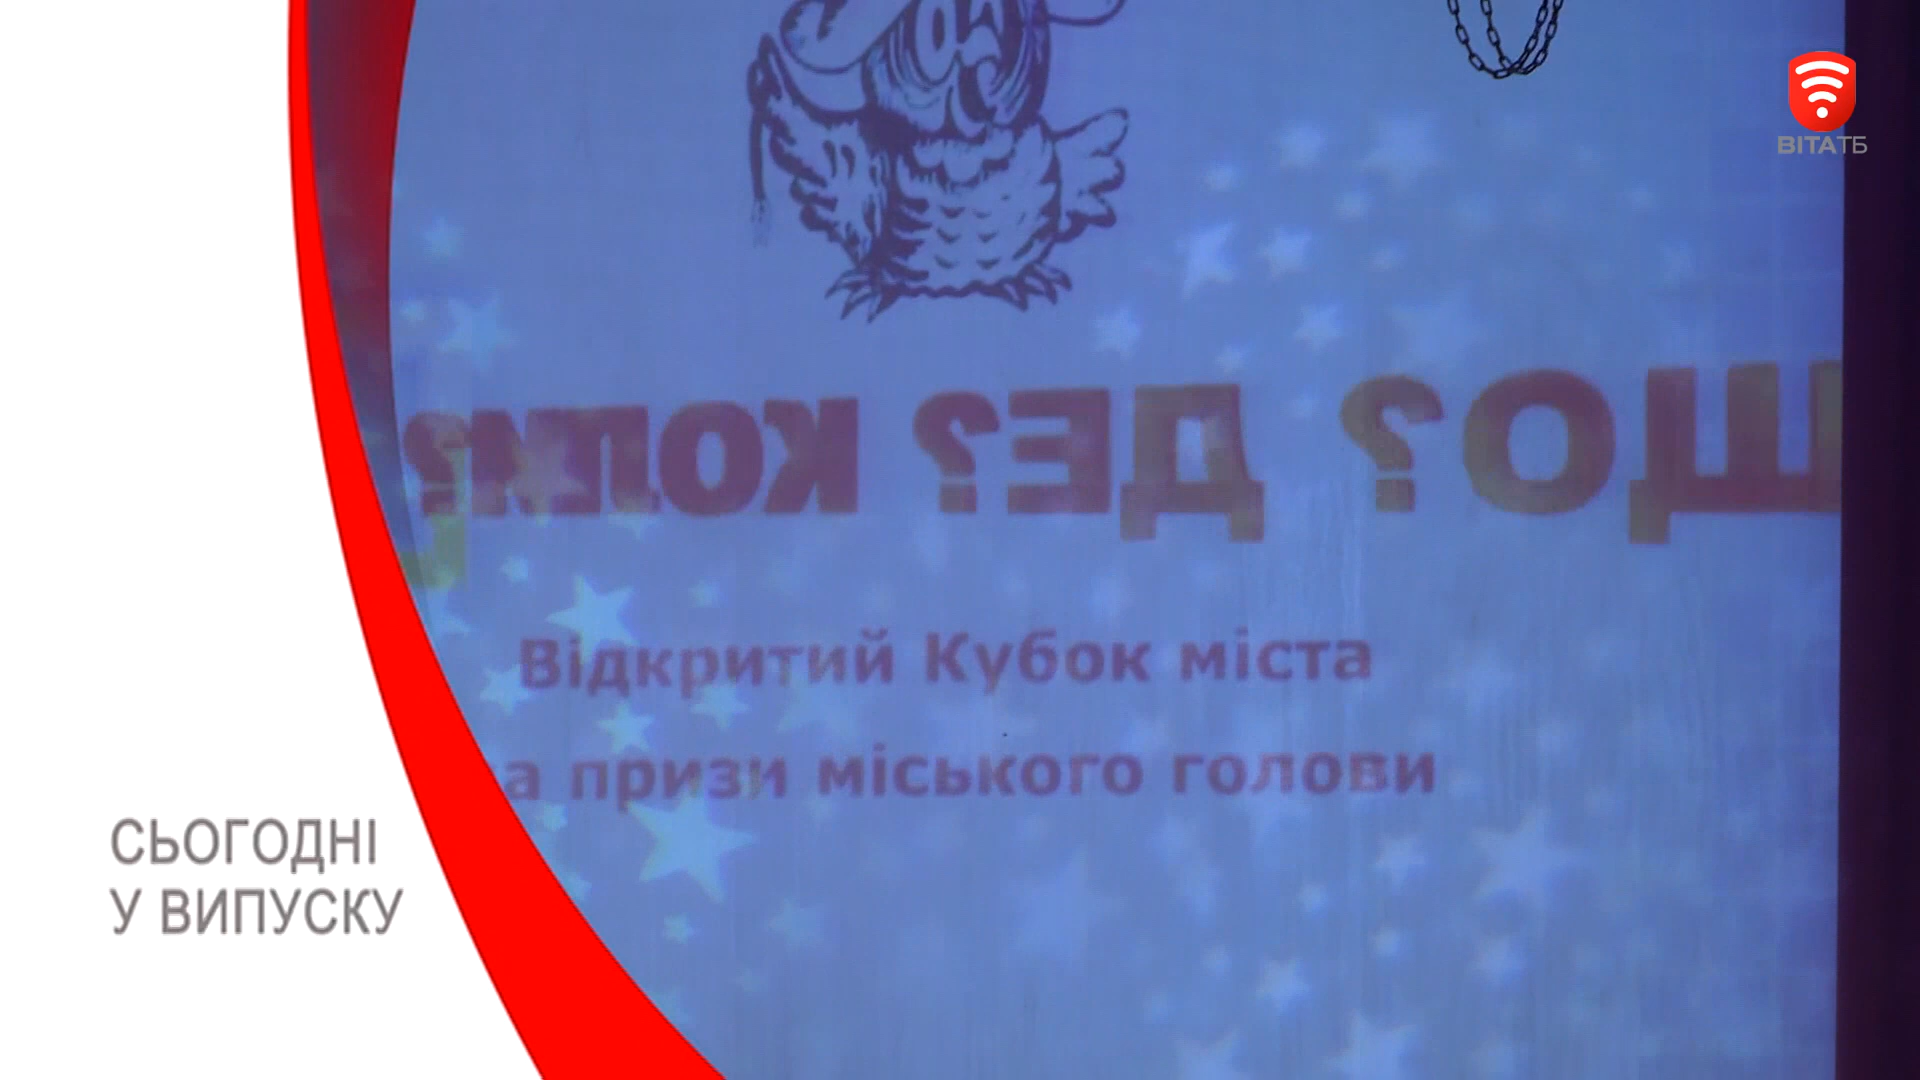 ВІТАТБ
ЩО? ДЕ? КОЛИ?
Відкритий Кубок міста
а призи міського голови
СЬОГОДНІ
У ВИПУСКУ